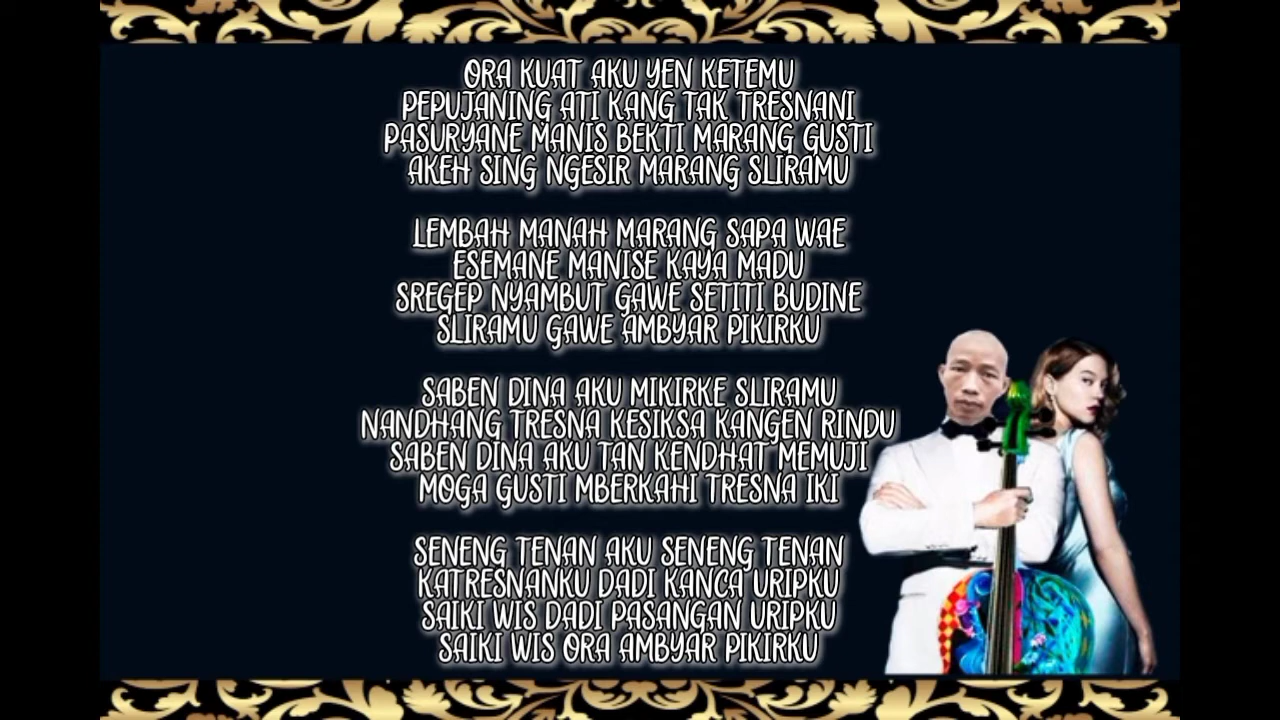 ORA KUAT AKU YEN KETEMU
PEPUJANING ATI KANG TAK TRESNANI
PASURYANE MANIS BEKTI MARANG GUSTI
AKEH SING NGESIR MARANG SLIRAMU
LEMBAH MANAH MARANG SAPA WAE
ESEMANE MANISE KAYA MADU
SREGEP NYAMBUT GAWE SETITI BUDINE
SLIRAMU GAWE AMBYAR PIKIRKU
SABEN DINA AKU MIKIRKE SLIRAMU
NANDHANG TRESNA KESIKSA KANGEN RINDU
SABEN DINA AKU TAN KENDHAT MEMUJI
MOGA GUSTI MBERKAHI TRESNA IKI
SENENG TENAN AKU SENENG TENAN
KATRESNANKU DADI KANCA URIPKU
SAIKI WIS DADI PASANGAN URIPKU
SAIKI WIS ORA AMBYAR PIKIRKU